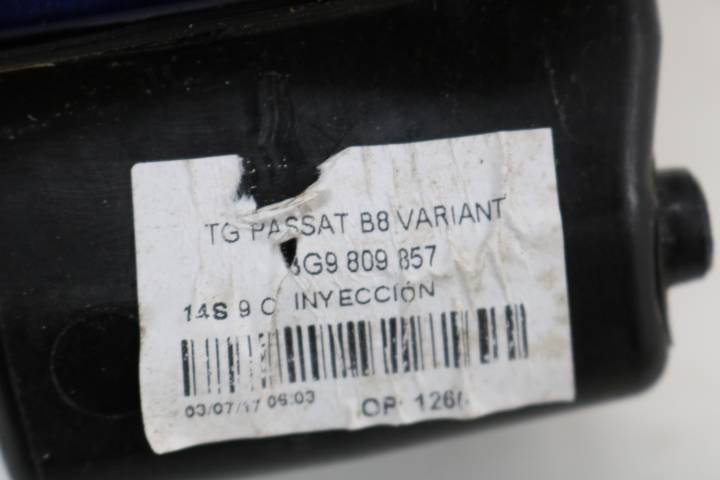 TG PASSAT B8 VARIANT
3G9 809 857
14S 9 C INYECCIÓN
03/07/17 06:03 OP: 126